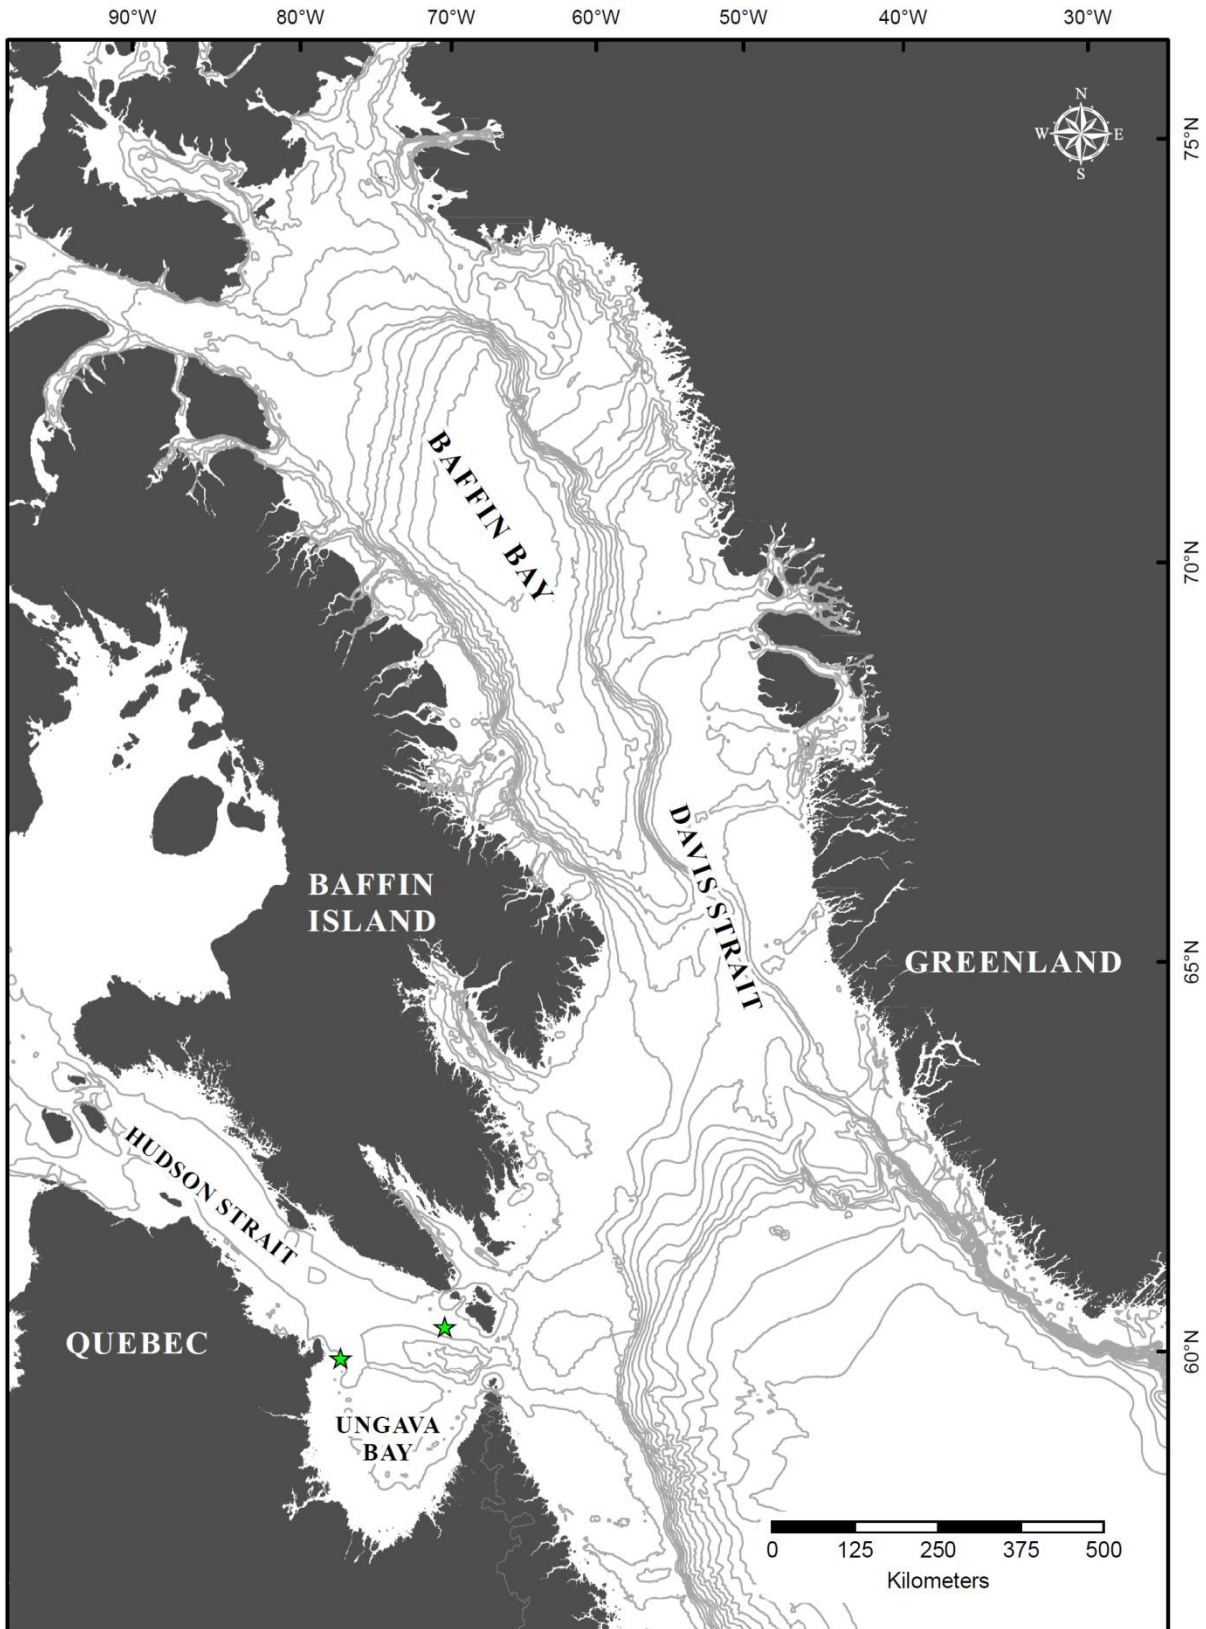 90°W 80°W 70°W 60°W 50°W 40°W 30°W
N
W E
S
75°N
BAFFIN BAY
70°N
DAVIS STRAIT
BAFFIN
ISLAND
GREENLAND
65°N
HUDSON STRAIT
QUEBEC
60°N
UNGAVA
BAY
0 125 250 375 500
Kilometers